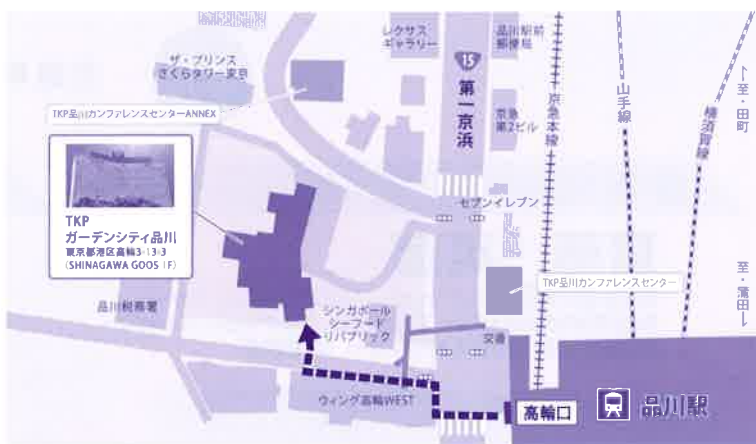 レクサス
ギャラリー
品川駅前
郵便局
ザ・プリンス
さくらタワー東京
15
第一京浜
京急本線
山手線
横須賀線
至・田町
TKP品川カンファレンスセンターANNEX
京急
第2ビル
セブンイレブン
TKP
ガーデンシティ品川
東京都港区高輪3-13-3
(SHINAGAWA GOOS 1F)
TKP品川カンファレンスセンター
至・蒲田
品川税務署
シンガポール
シーフード
リパブリック
交番
ウィング高輪WEST
高輪口
品川駅